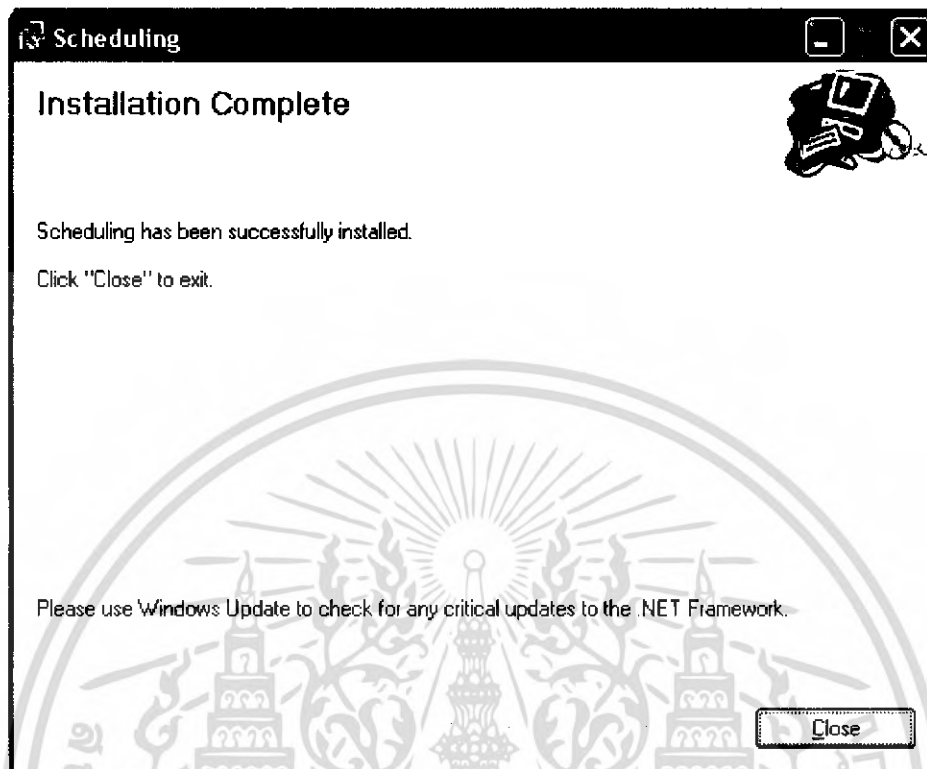 Scheduling
Installation Complete
Scheduling has been successfully installed.
Click "Close" to exit.
Please use Windows Update to check for any critical updates to the .NET Framework.
Close